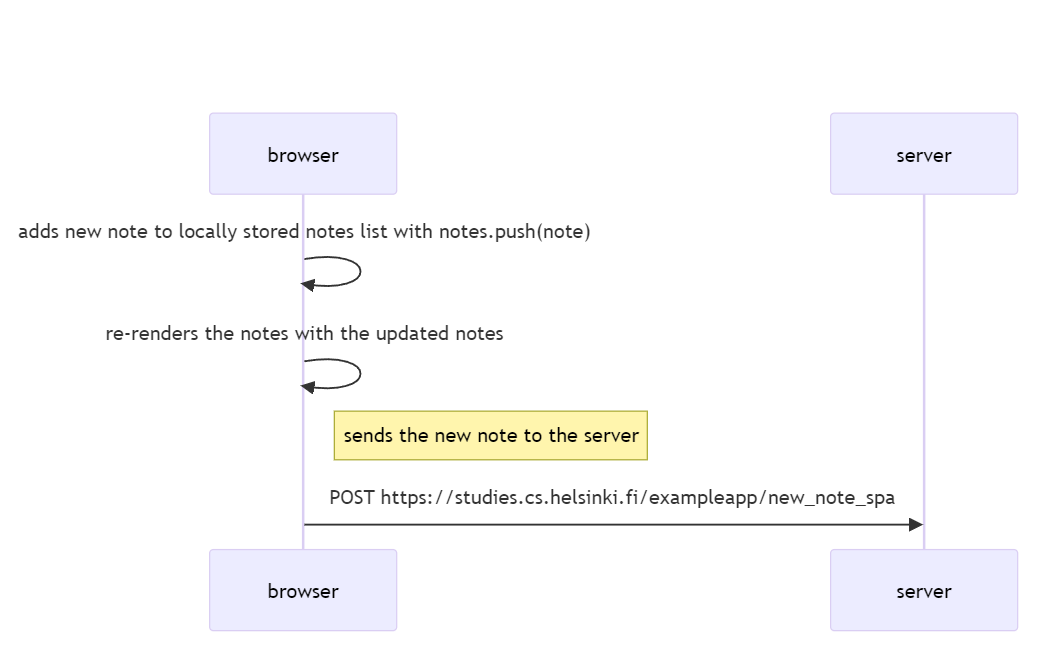 browser
server
adds new note to locally stored notes list with notes.push(note)
re-renders the notes with the updated notes
sends the new note to the server
POST https://studies.cs.helsinki.fi/exampleapp/new_note_spa
browser
server